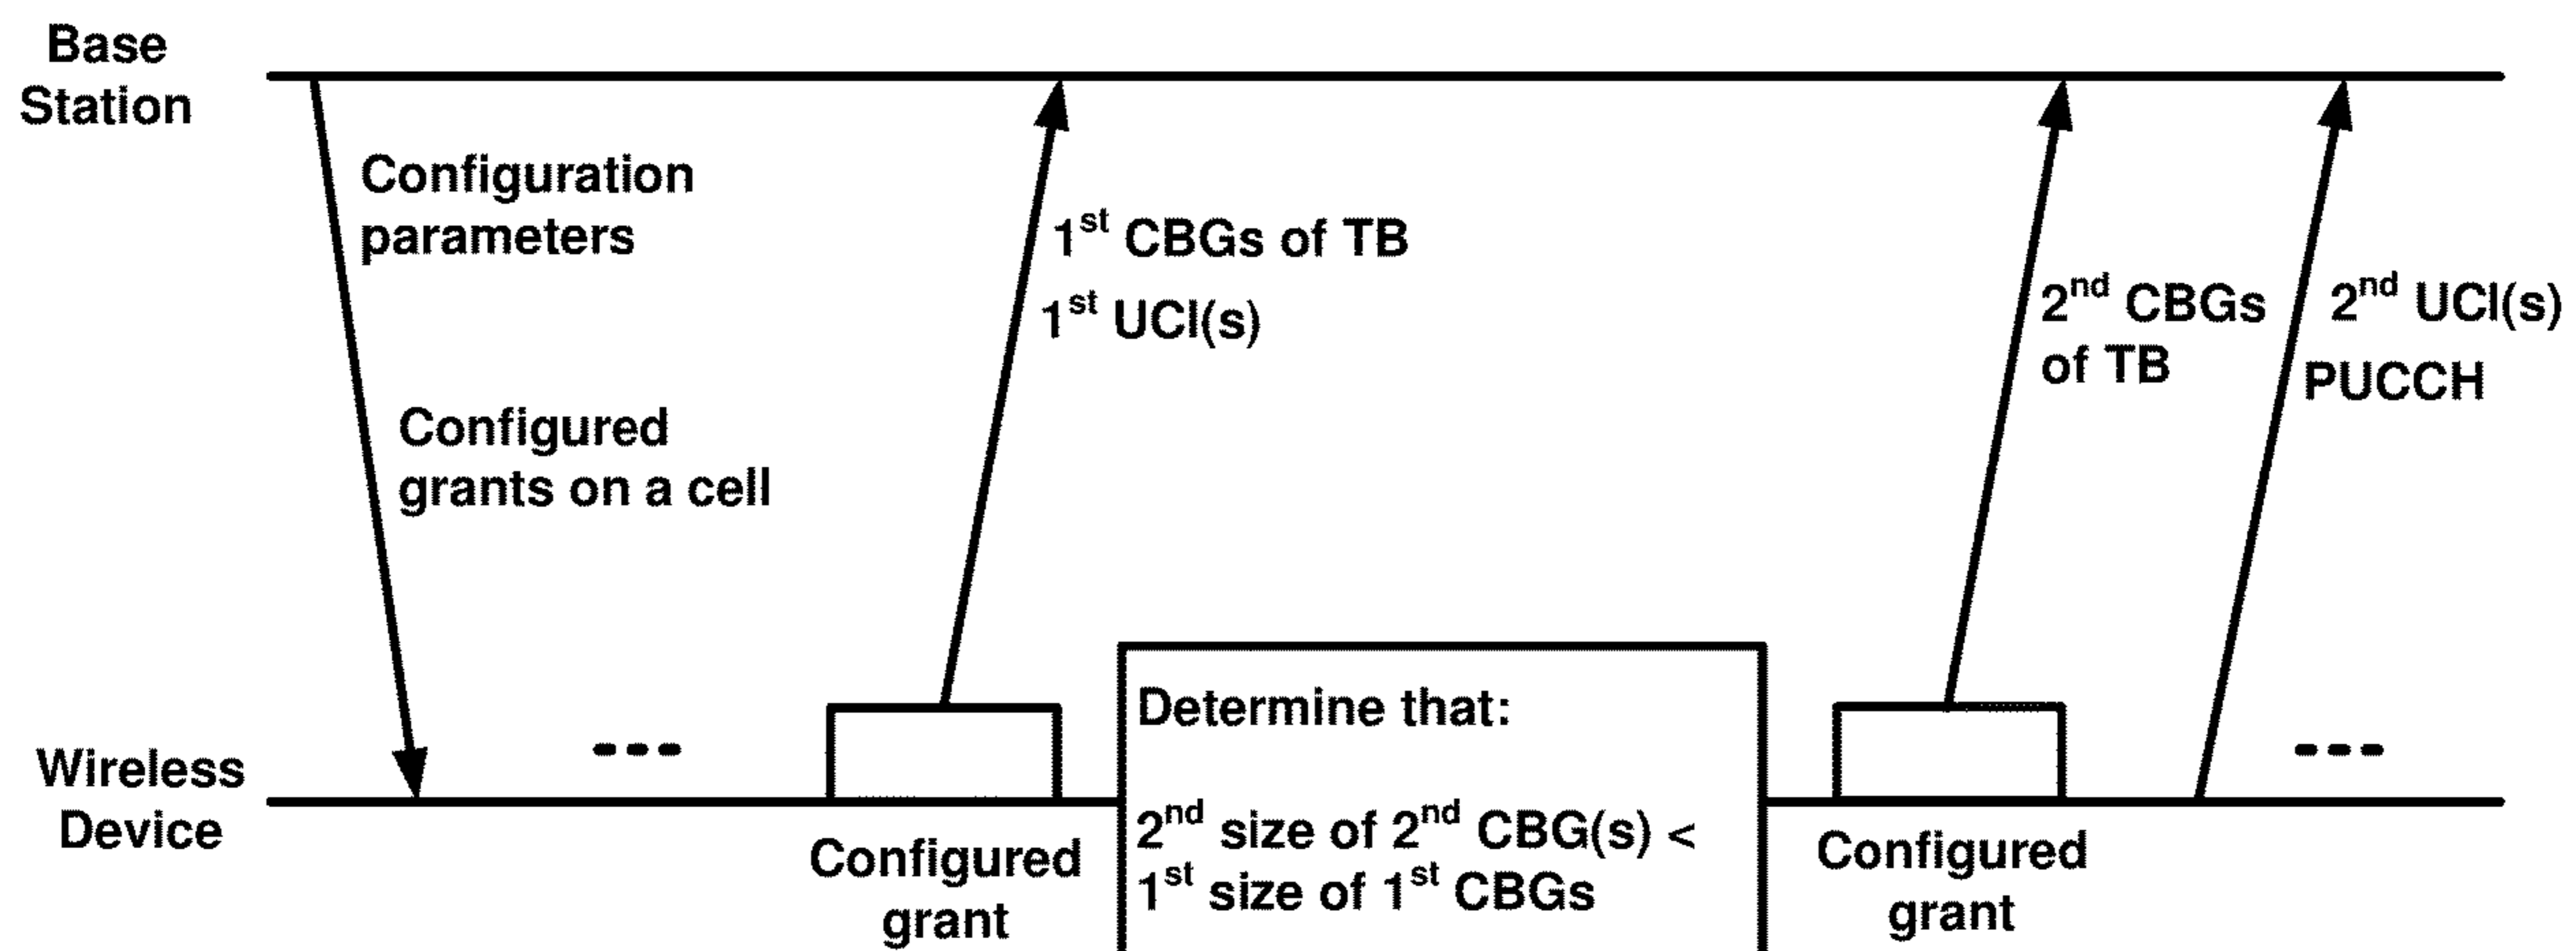 Base
Station
Configuration
parameters
Configured
grants on a cell
1st CBGs of TB
1st UCI(s)
2nd CBGs
of TB
2nd UCI(s)
PUCCH
Wireless
Device
Configured
grant
Determine that:
2nd size of 2nd CBG(s) <
1st size of 1st CBGs
Configured
grant